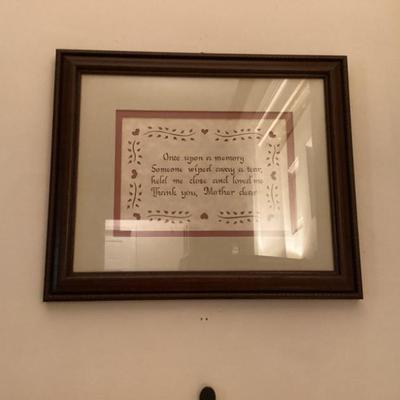 Once upon a memory
Someone wiped away a tear,
held me close and loved me
Thank you, Mother dear.